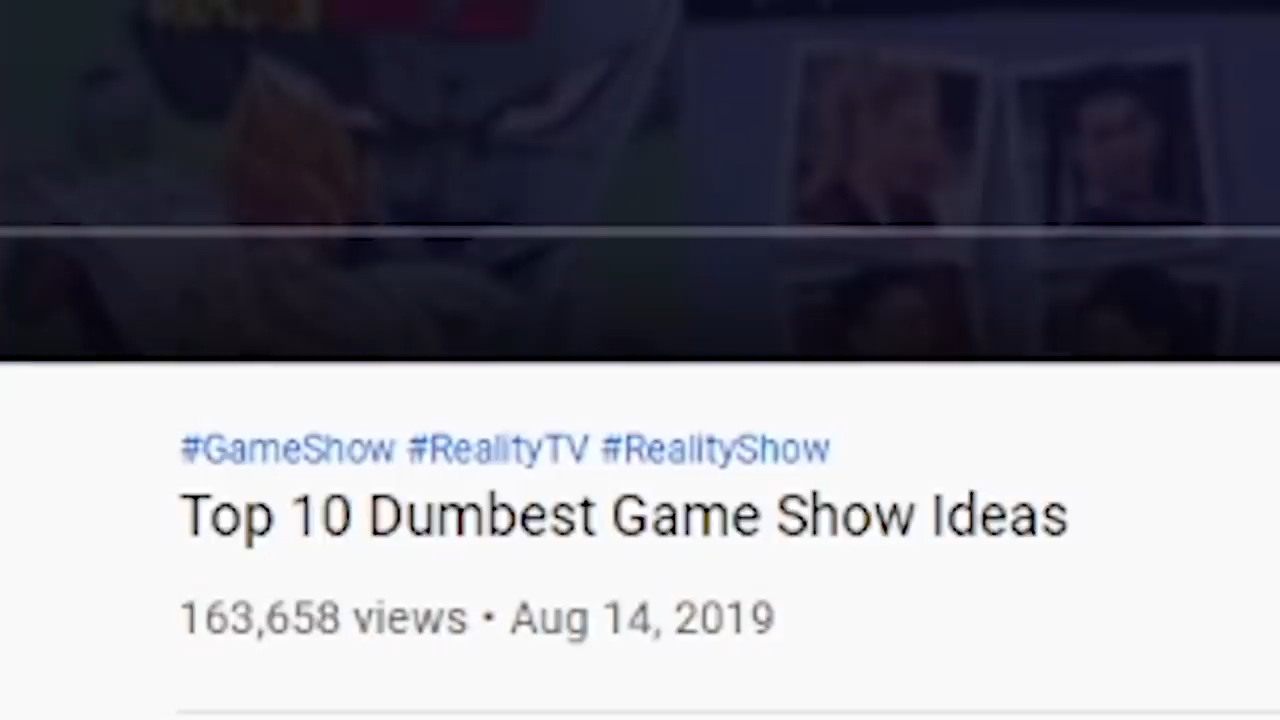 #GameShow #RealityTV #RealityShow
Top 10 Dumbest Game Show Ideas
163,658 views • Aug 14, 2019